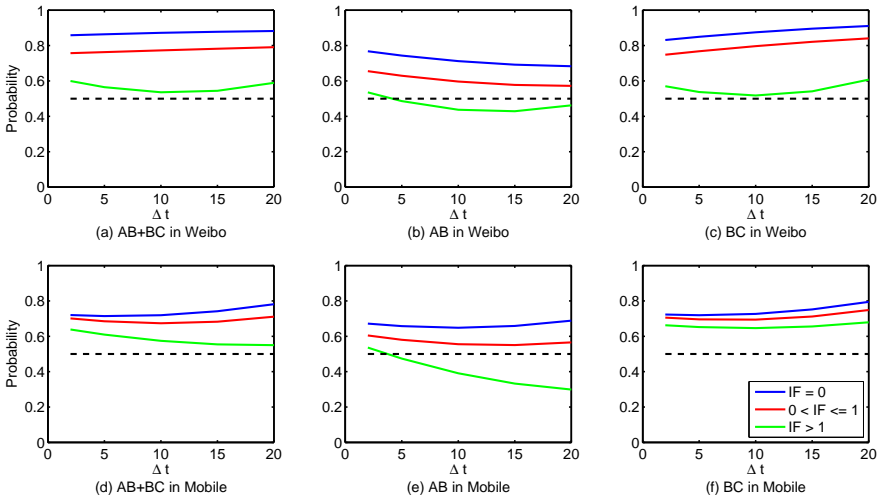 1
0.8
0.6
0.4
0.2
0
Probability
0 5 10 15 20
Δ t
(a) AB+BC in Weibo
1
0.8
0.6
0.4
0.2
0
0 5 10 15 20
Δ t
(b) AB in Weibo
1
0.8
0.6
0.4
0.2
0
0 5 10 15 20
Δ t
(c) BC in Weibo
1
0.8
0.6
0.4
0.2
0
Probability
0 5 10 15 20
Δ t
(d) AB+BC in Mobile
1
0.8
0.6
0.4
0.2
0
0 5 10 15 20
Δ t
(e) AB in Mobile
1
0.8
0.6
0.4
0.2
0
0 5 10 15 20
Δ t
(f) BC in Mobile
IF = 0
0 < IF <= 1
IF > 1